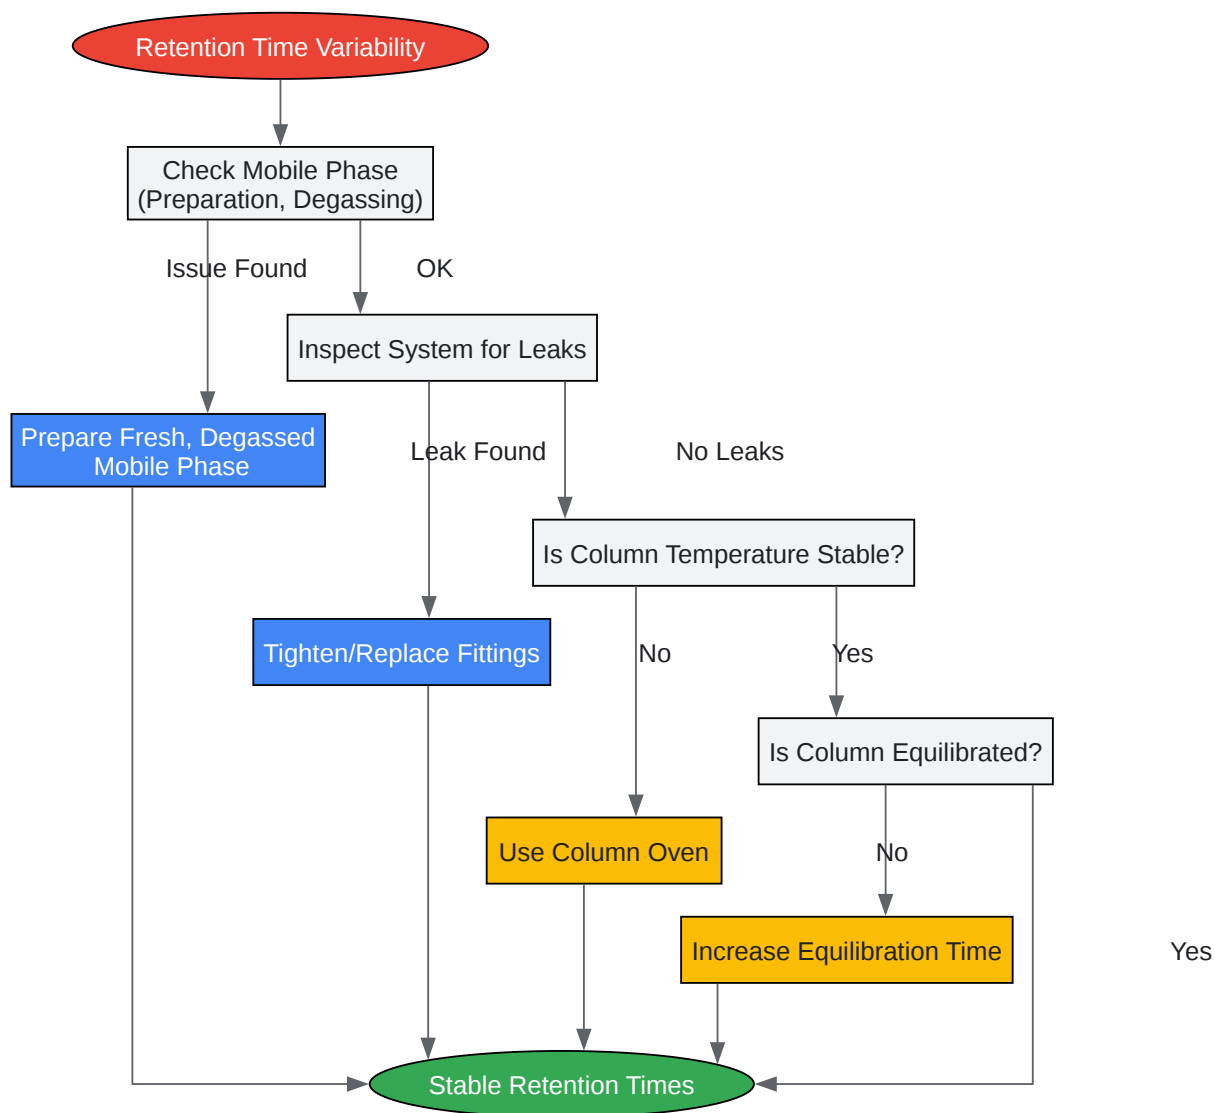 Retention Time Variability
Check Mobile Phase
(Preparation, Degassing)
Issue Found
OK
Inspect System for Leaks
Prepare Fresh, Degassed
Mobile Phase
Leak Found
No Leaks
Is Column Temperature Stable?
Tighten/Replace Fittings
No
Yes
Is Column Equilibrated?
Use Column Oven
No
Increase Equilibration Time
Yes
Stable Retention Times